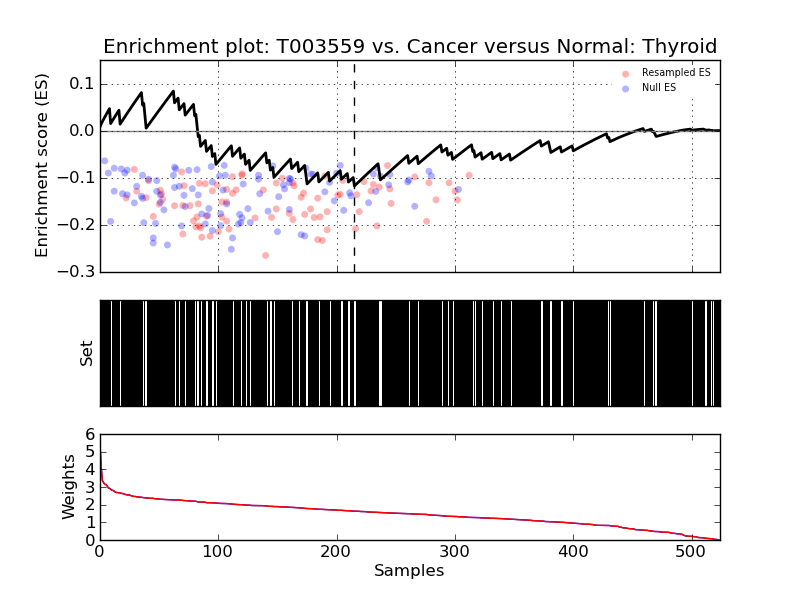 Enrichment plot: T003559 vs. Cancer versus Normal: Thyroid
Enrichment score (ES)
0.1
0.0
−0.1
−0.2
−0.3
Resampled ES
Null ES
Set
Weights
6
5
4
3
2
1
0
0 100 200 300 400 500
Samples